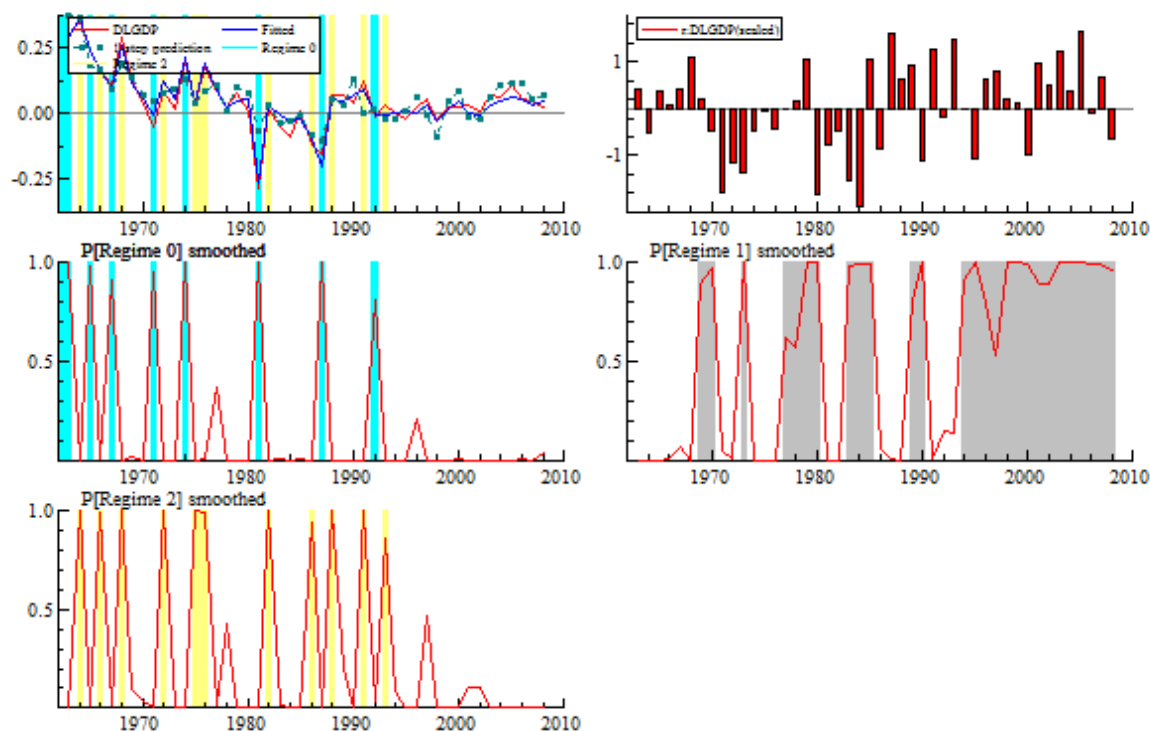 DLGDP Fitted
1-step prediction Regime 0
Regime 2
0.25
0.00
-0.25
1970 1980 1990 2000 2010
r:DLGDP(scaled)
1
-1
1970 1980 1990 2000 2010
P[Regime 0] smoothed
1.0
0.5
1970 1980 1990 2000 2010
P[Regime 1] smoothed
1.0
0.5
1970 1980 1990 2000 2010
P[Regime 2] smoothed
1.0
0.5
1970 1980 1990 2000 2010